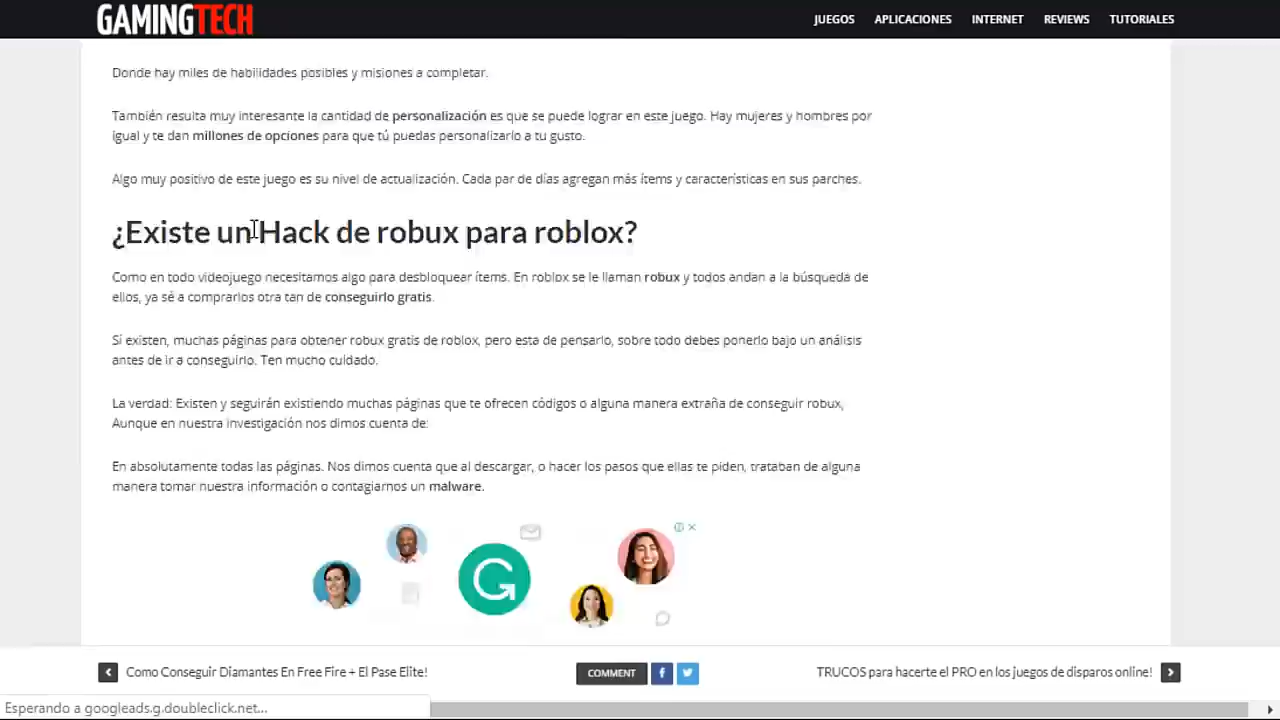 GAMINGTECH
JUEGOS APLICACIONES INTERNET REVIEWS TUTORIALES
Donde hay miles de habilidades posibles y misiones a completar.
También resulta muy interesante la cantidad de personalización es que se puede lograr en este juego. Hay mujeres y hombres por
igual y te dan millones de opciones para que tú puedas personalizarlo a tu gusto.
Algo muy positivo de este juego es su nivel de actualización. Cada par de días agregan más ítems y características en sus parches.
¿Existe un Hack de robux para roblox?
Como en todo videojuego necesitamos algo para desbloquear ítems. En roblox se le llaman robux y todos andan a la búsqueda de
ellos, ya sé a comprarlos otra tan de conseguirlo gratis.
Sí existen, muchas páginas para obtener robux gratis de roblox, pero esta de pensarlo, sobre todo debes ponerlo bajo un análisis
antes de ir a conseguirlo. Ten mucho cuidado.
La verdad: Existen y seguirán existiendo muchas páginas que te ofrecen códigos o alguna manera extraña de conseguir robux,
Aunque en nuestra investigación nos dimos cuenta de:
En absolutamente todas las páginas. Nos dimos cuenta que al descargar, o hacer los pasos que ellas te piden, trataban de alguna
manera tomar nuestra información o contagiarnos un malware.
Como Conseguir Diamantes En Free Fire + El Pase Elite!
COMMENT
TRUCOS para hacerte el PRO en los juegos de disparos online!
Esperando a googleads.g.doubleclick.net...